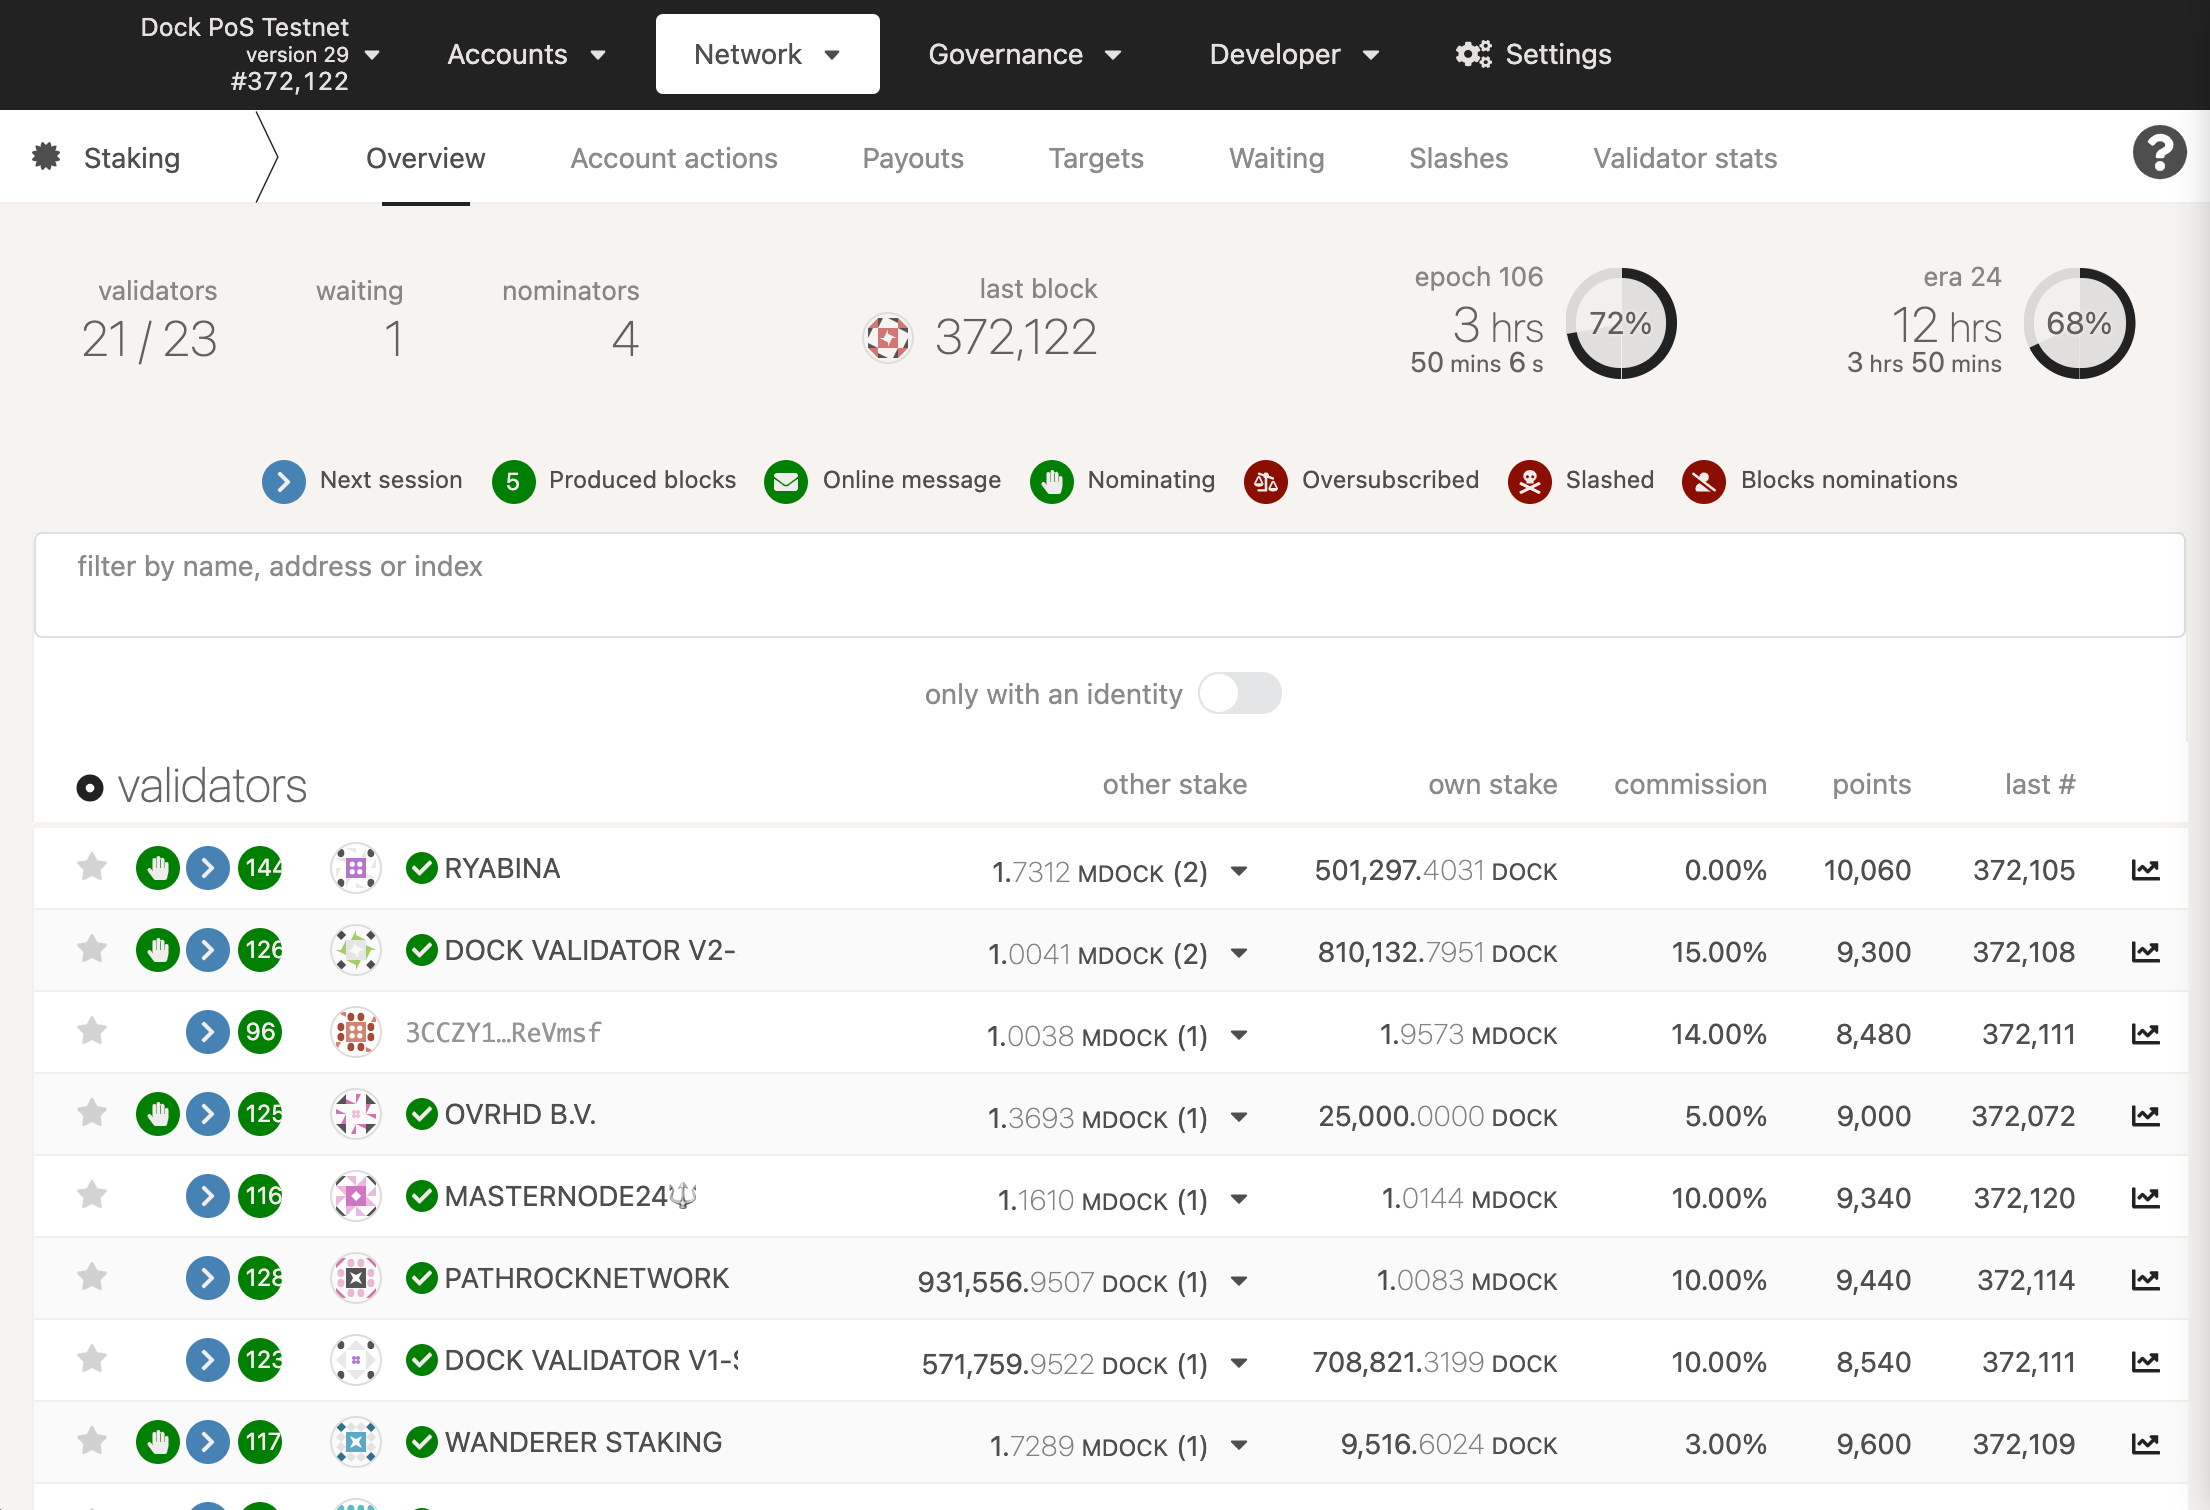 Dock PoS Testnet
version 29
#372,122
Accounts
Network
Governance
Developer
Settings
Staking
Overview
Account actions
Payouts
Targets
Waiting
Slashes
Validator stats
?
validators
21 / 23
waiting
1
nominators
4
last block
372,122
epoch 106
3 hrs
50 mins 6 s
72%
era 24
12 hrs
3 hrs 50 mins
68%
Next session
5 Produced blocks
Online message
Nominating
Oversubscribed
Slashed
Blocks nominations
filter by name, address or index
only with an identity
validators other stake own stake commission points last #
144 RYABINA 1.7312 MDOCK (2) 501,297.4031 DOCK 0.00% 10,060 372,105
126 DOCK VALIDATOR V2- 1.0041 MDOCK (2) 810,132.7951 DOCK 15.00% 9,300 372,108
96 3CCZY1…ReVmsf 1.0038 MDOCK (1) 1.9573 MDOCK 14.00% 8,480 372,111
125 OVRHD B.V. 1.3693 MDOCK (1) 25,000.0000 DOCK 5.00% 9,000 372,072
116 MASTERNODE24🔱 1.1610 MDOCK (1) 1.0144 MDOCK 10.00% 9,340 372,120
128 PATHROCKNETWORK 931,556.9507 DOCK (1) 1.0083 MDOCK 10.00% 9,440 372,114
123 DOCK VALIDATOR V1- 571,759.9522 DOCK (1) 708,821.3199 DOCK 10.00% 8,540 372,111
117 WANDERER STAKING 1.7289 MDOCK (1) 9,516.6024 DOCK 3.00% 9,600 372,109